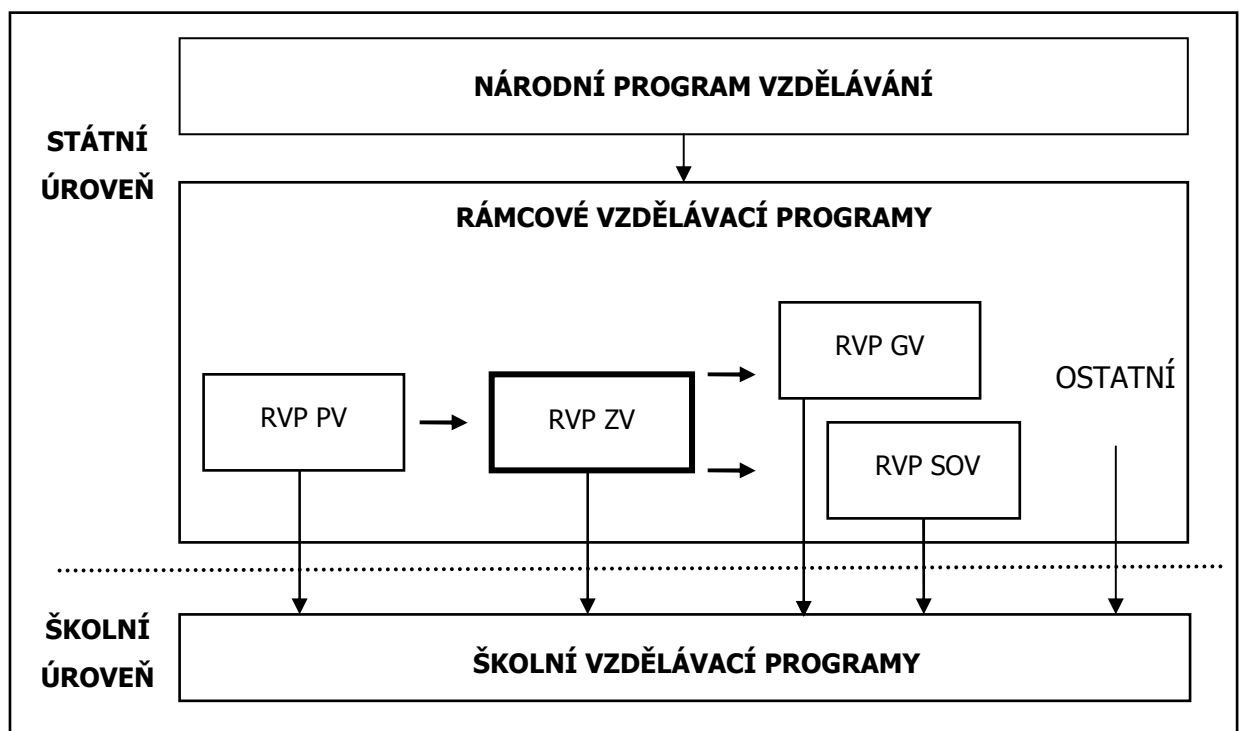 NÁRODNÍ PROGRAM VZDĚLÁVÁNÍ
STÁTNÍ
ÚROVEŇ
RÁMCOVÉ VZDĚLÁVACÍ PROGRAMY
RVP GV
OSTATNÍ
RVP PV
RVP ZV
RVP SOV
ŠKOLNÍ
ÚROVEŇ
ŠKOLNÍ VZDĚLÁVACÍ PROGRAMY